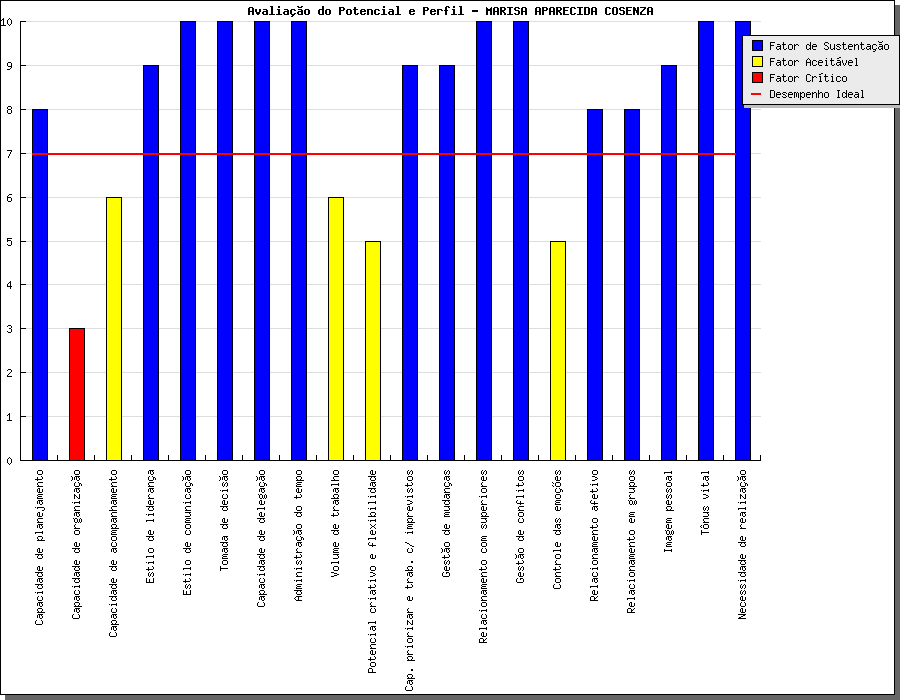 Avaliação do Potencial e Perfil - MARISA APARECIDA COSENZA
Fator de Sustentação
Fator Aceitável
Fator Crítico
Desempenho Ideal
10
9
8
7
6
5
4
3
2
1
0
Capacidade de planejamento
Capacidade de organização
Capacidade de acompanhamento
Estilo de liderança
Estilo de comunicação
Tomada de decisão
Capacidade de delegação
Administração do tempo
Volume de trabalho
Potencial criativo e flexibilidade
Cap. priorizar e trab. c/ imprevistos
Gestão de mudanças
Relacionamento com superiores
Gestão de conflitos
Controle das emoções
Relacionamento afetivo
Relacionamento em grupos
Imagem pessoal
Tônus vital
Necessidade de realização